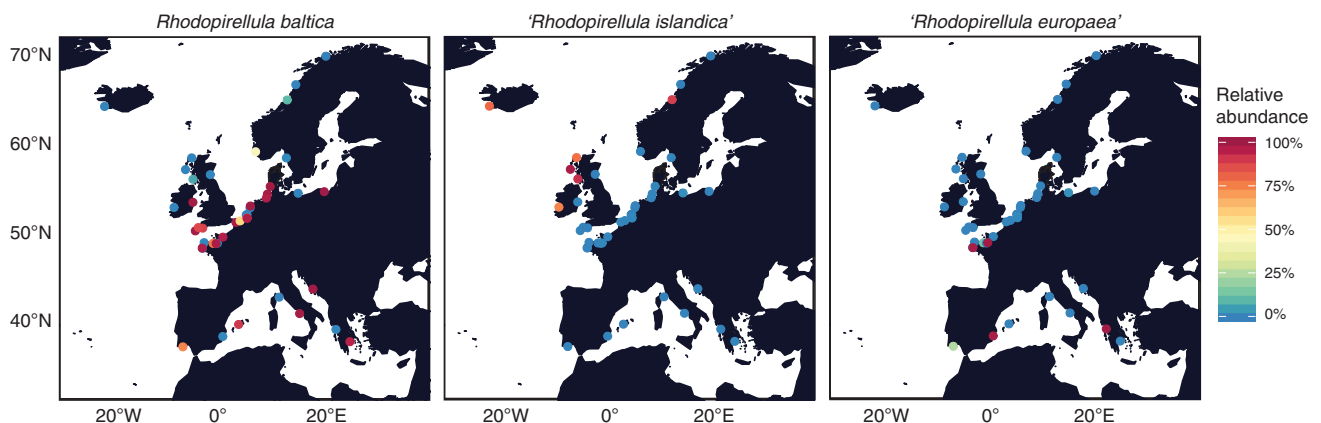 Rhodopirellula baltica
‘Rhodopirellula islandica’
‘Rhodopirellula europaea’
70°N
60°N
50°N
40°N
20°W 0° 20°E
20°W 0° 20°E
20°W 0° 20°E
Relative
abundance
100%
75%
50%
25%
0%